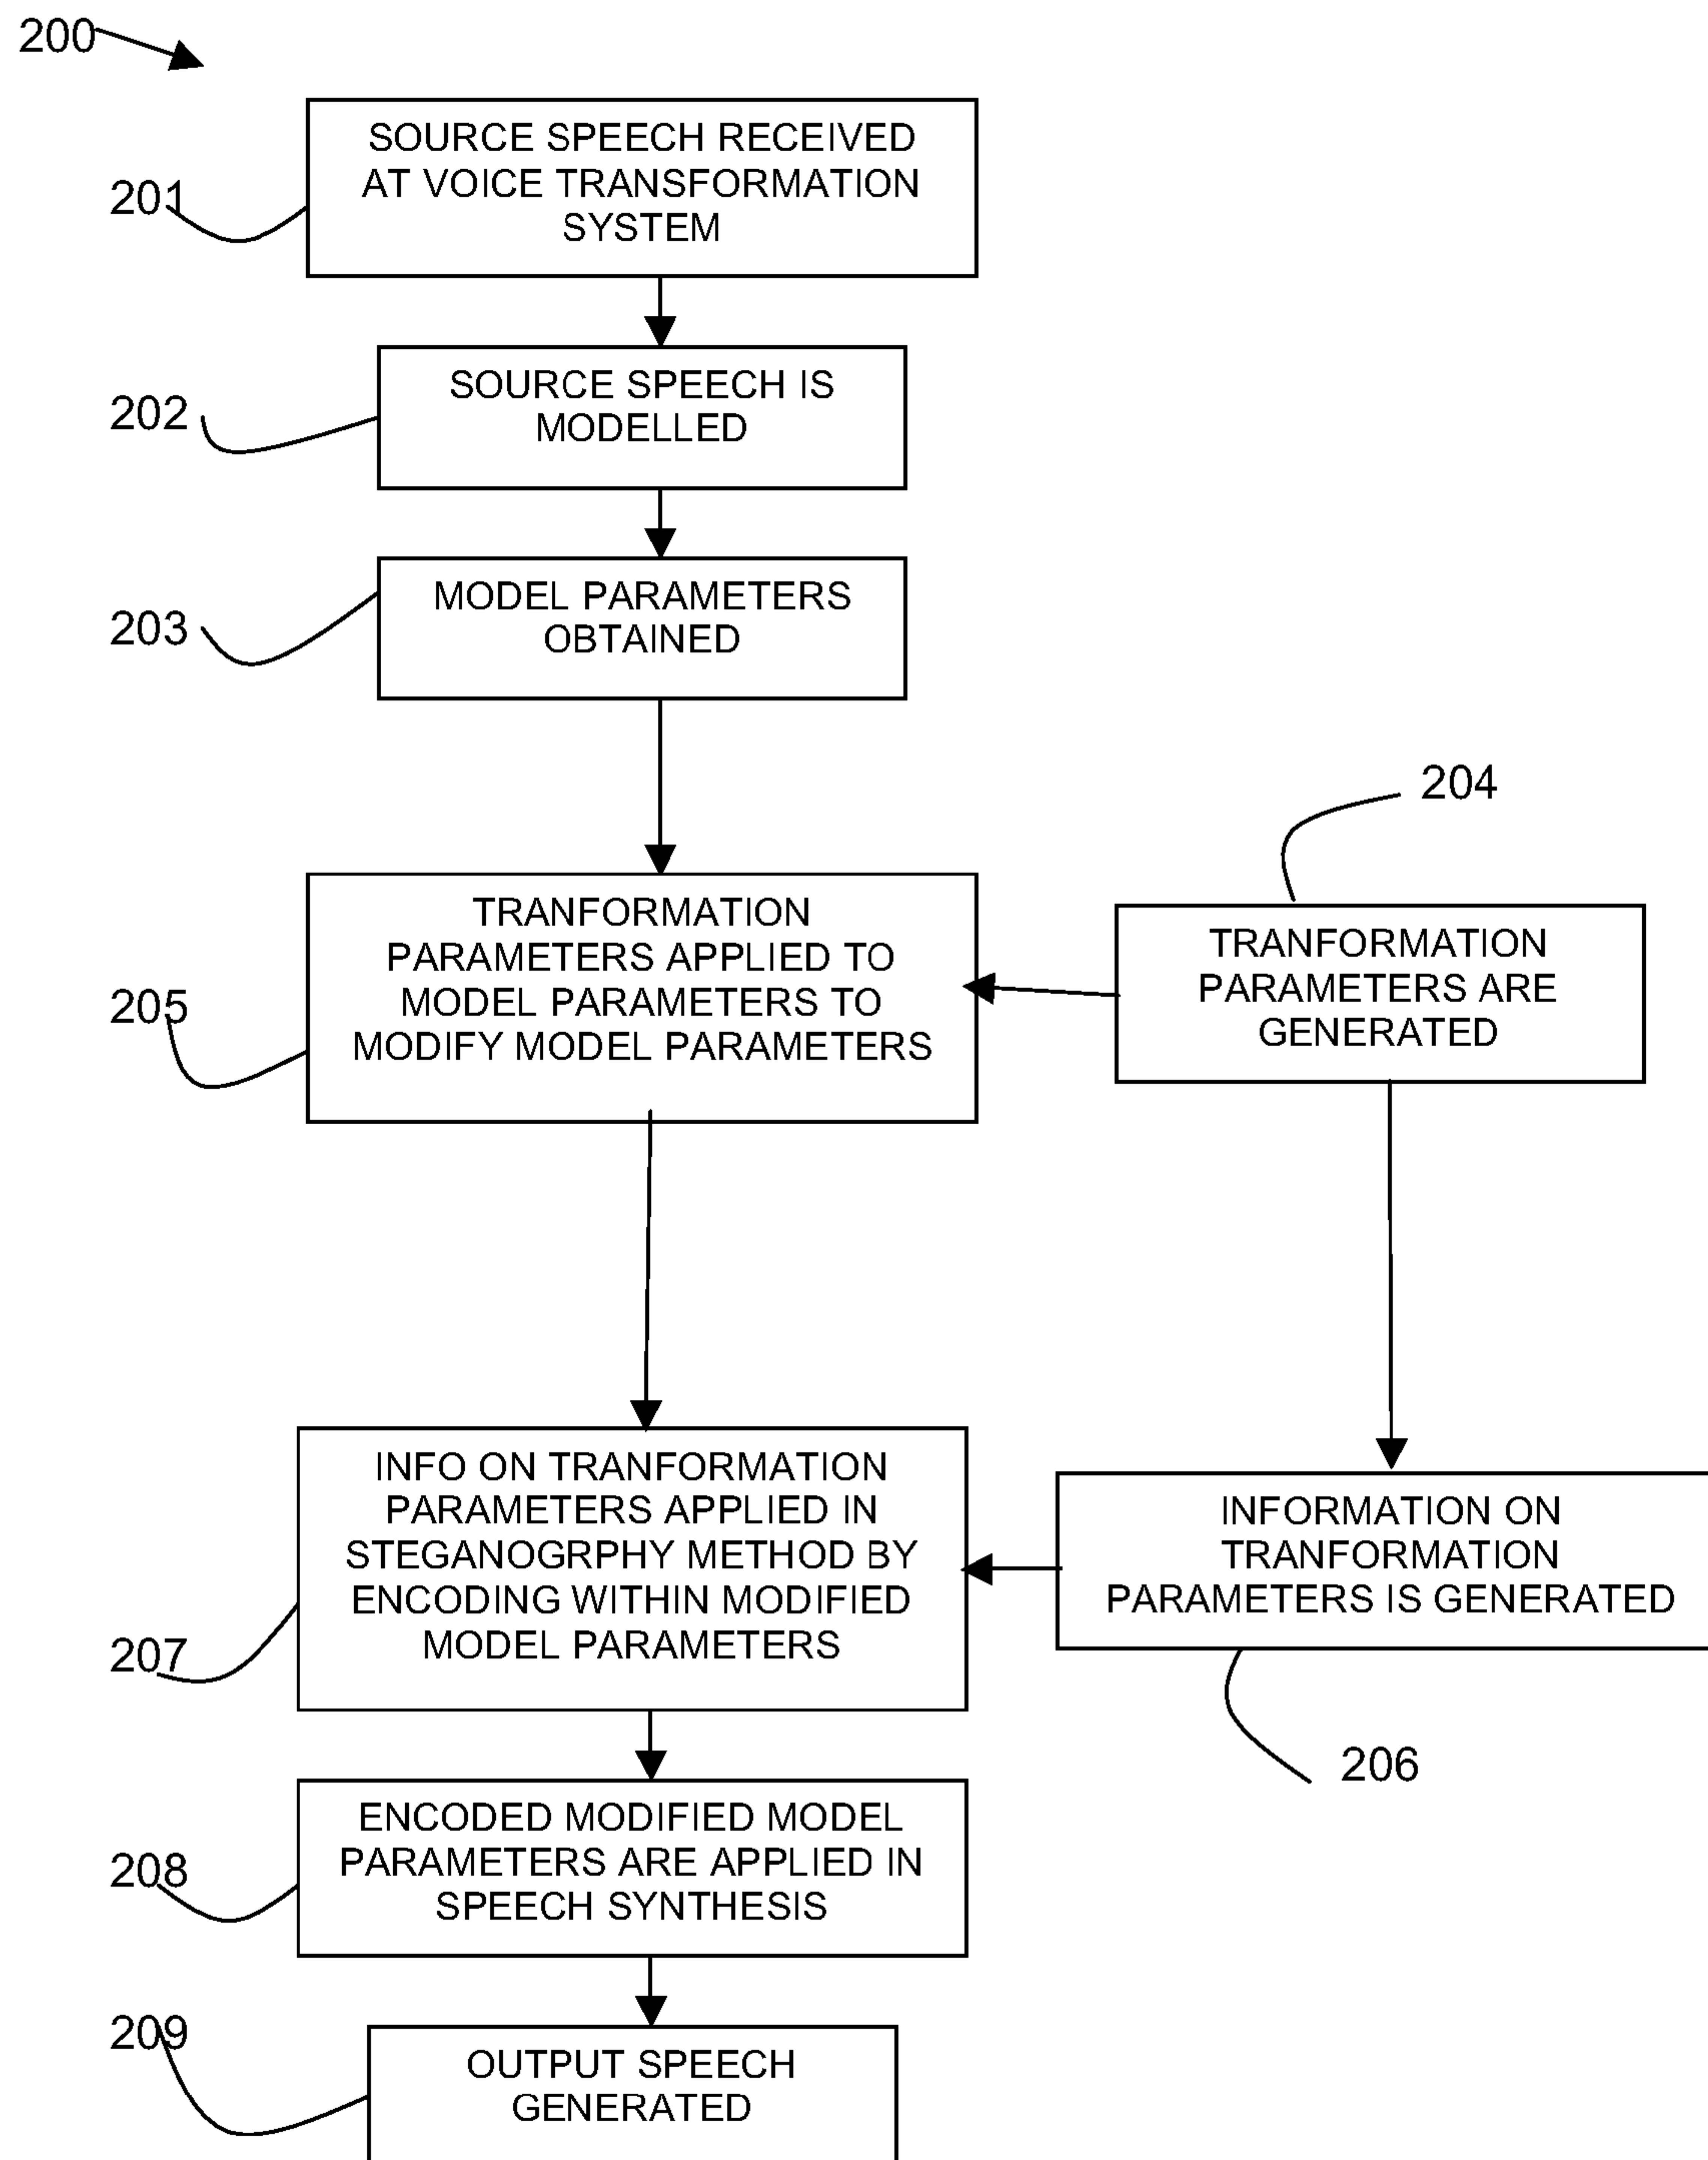 200
201
SOURCE SPEECH RECEIVED
AT VOICE TRANSFORMATION
SYSTEM
202
SOURCE SPEECH IS
MODELLED
203
MODEL PARAMETERS
OBTAINED
204
TRANFORMATION
PARAMETERS ARE
GENERATED
205
TRANFORMATION
PARAMETERS APPLIED TO
MODEL PARAMETERS TO
MODIFY MODEL PARAMETERS
206
INFORMATION ON
TRANFORMATION
PARAMETERS IS GENERATED
207
INFO ON TRANFORMATION
PARAMETERS APPLIED IN
STEGANOGRPHY METHOD BY
ENCODING WITHIN MODIFIED
MODEL PARAMETERS
208
ENCODED MODIFIED MODEL
PARAMETERS ARE APPLIED IN
SPEECH SYNTHESIS
209
OUTPUT SPEECH
GENERATED